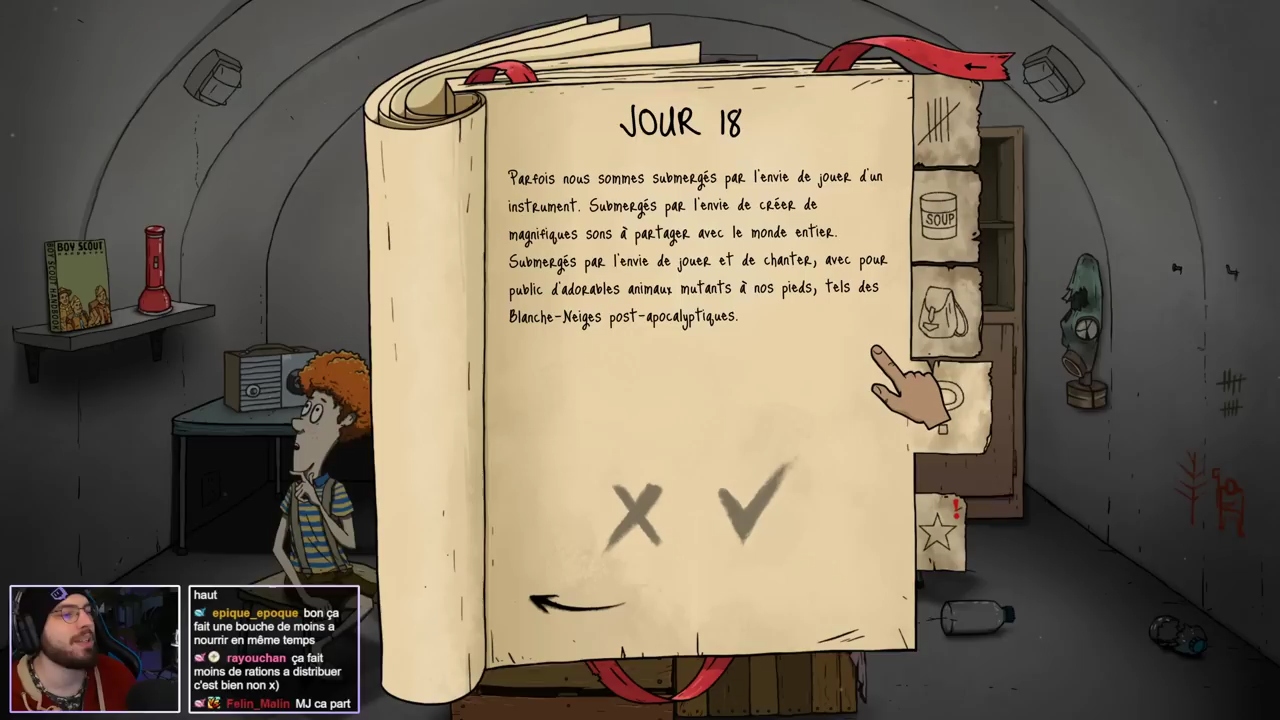 JOUR 18
Parfois nous sommes submergés par l'envie de jouer d'un
instrument. Submergés par l'envie de créer de
magnifiques sons à partager avec le monde entier.
Submergés par l'envie de jouer et de chanter, avec pour
public d'adorables animaux mutants à nos pieds, tels des
Blanche-Neiges post-apocalyptiques.
SOUP
BOY SCOUT
BOY SCOUT HANDBOOK
haut
epique_epoque bon ça
fait une bouche de moins a
nourrir en même temps
rayouchan ça fait
moins de rations a distribuer
c'est bien non x)
Felin_Malin MJ ca part